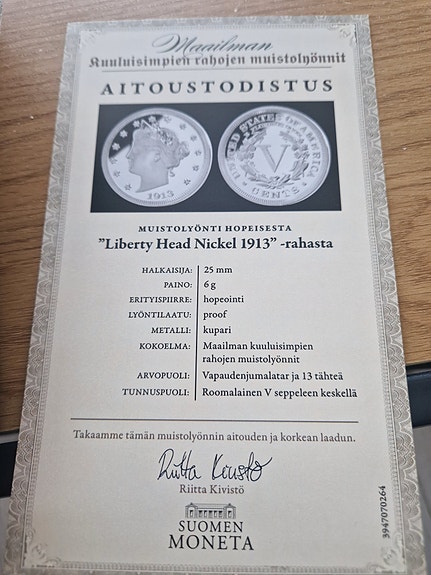 Maailman
Kuuluisimpien rahojen muistolyönnit
AITOUSTODISTUS
1913
UNITED STATES OF AMERICA
V
CENTS
MUISTOLYÖNTI HOPEISESTA
"Liberty Head Nickel 1913" -rahasta
HALKAISIJA: 25 mm
PAINO: 6 g
ERITYISPIIRRE: hopeointi
LYÖNTILAATU: proof
METALLI: kupari
KOKOELMA: Maailman kuuluisimpien
rahojen muistolyönnit
ARVOPUOLI: Vapaudenjumalatar ja 13 tähteä
TUNNUSPUOLI: Roomalainen V seppeleen keskellä
Takaamme tämän muistolyönnin aitouden ja korkean laadun.
Riitta Kivistö
Riitta Kivistö
SUOMEN
MONETA
3947070264